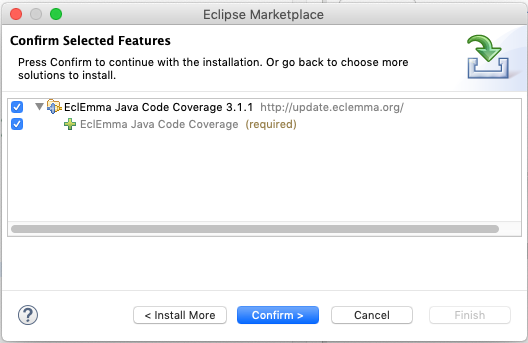 Eclipse Marketplace
Confirm Selected Features
Press Confirm to continue with the installation. Or go back to choose more
solutions to install.
EclEmma Java Code Coverage 3.1.1 http://update.eclemma.org/
EclEmma Java Code Coverage (required)
?
< Install More
Confirm >
Cancel
Finish